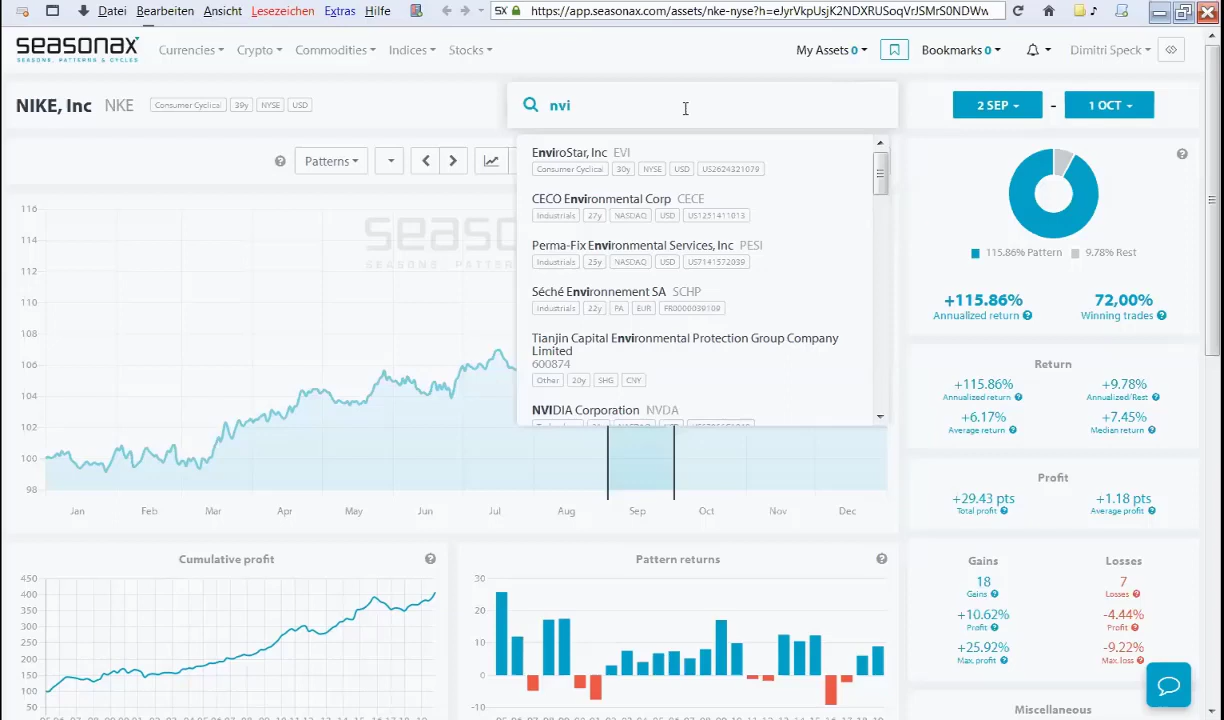 Datei Bearbeiten Ansicht Lesezeichen Extras Hilfe
SX https://app.seasonax.com/assets/nke-nyse?h=eJyrVkpUsjK2NDXRUSoqVrJSMrS0NDWw
seasonax
SEASONS, PATTERNS & CYCLES
Currencies Crypto Commodities Indices Stocks
My Assets 0 Bookmarks 0 Dimitri Speck
NIKE, Inc NKE Consumer Cyclical 39y NYSE USD
nvi
2 SEP - 1 OCT
Patterns
EnviroStar, Inc EVI
Consumer Cyclical 30y NYSE USD US2624321079
CECO Environmental Corp CECE
Industrials 27y NASDAQ USD US1251411013
Perma-Fix Environmental Services, Inc PESI
Industrials 25y NASDAQ USD US7141572039
Séché Environnement SA SCHP
Industrials 22y PA EUR FR0000039109
Tianjin Capital Environmental Protection Group Company
Limited
600874
Other 20y SHG CNY
NVIDIA Corporation NVDA
116
114
112
110
108
106
104
102
100
98
Jan Feb Mar Apr May Jun Jul Aug Sep Oct Nov Dec
115.86% Pattern 9.78% Rest
+115.86% 72,00%
Annualized return Winning trades
Return
+115.86% +9.78%
Annualized return Annualized/Rest
+6.17% +7.45%
Average return Median return
Profit
+29.43 pts +1.18 pts
Total profit Average profit
Gains Losses
18 7
Gains Losses
+10.62% -4.44%
Profit Profit
+25.92% -9.22%
Max. profit Max. loss
Miscellaneous
Cumulative profit
450
400
350
300
250
200
150
100
50
Pattern returns
30
20
10
0
-10